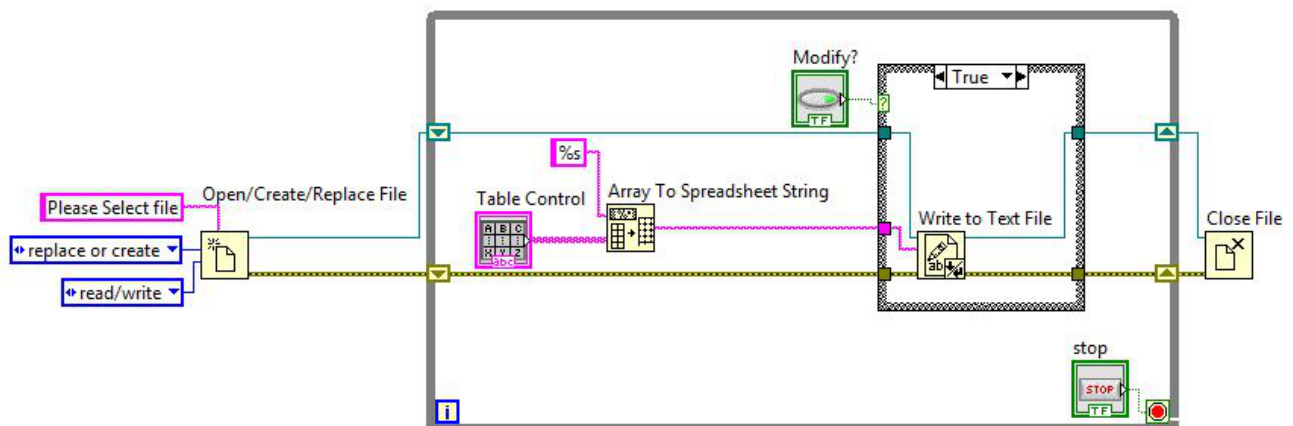 Modify?
True
?
TF
%s
Open/Create/Replace File
Table Control
Array To Spreadsheet String
Please Select file
Write to Text File
Close File
A B C
X Y Z
abc
replace or create
ab
read/write
stop
STOP
TF
i